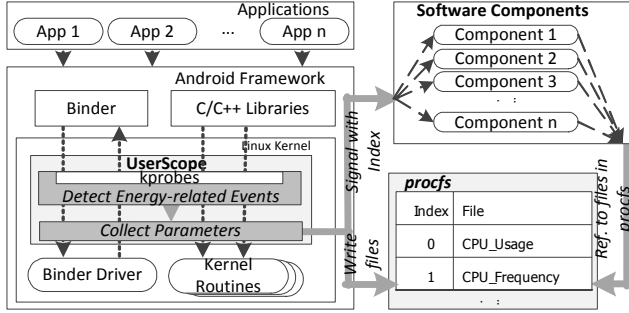 Applications
App 1
App 2
...
App n
Android Framework
Binder
C/C++ Libraries
Linux Kernel
UserScope
kprobes
Detect Energy-related Events
Collect Parameters
Binder Driver
Kernel
Routines
Signal with
Index
Write
files
Software Components
Component 1
Component 2
Component 3
. :
Component n
procfs
Index File
0 CPU_Usage
1 CPU_Frequency
. :
Ref. to files in
procfs